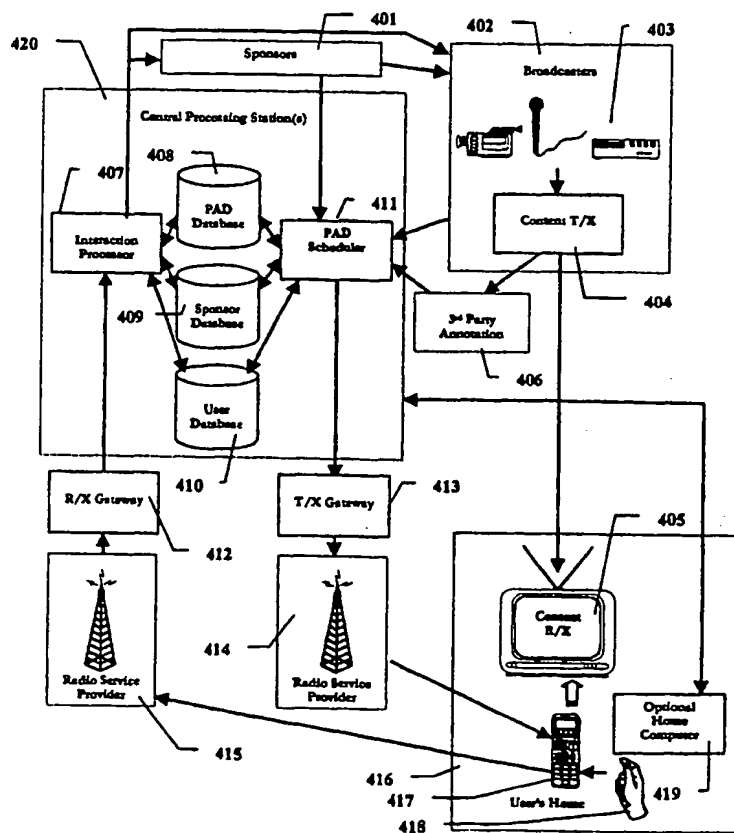 401
402
403
420
Sponsors
Broadcasters
Central Processing Station(s)
408
407
411
PAD
Database
PAD
Scheduler
Interaction
Processor
Content T/X
404
409
Sponsor
Database
3rd Party
Annotation
406
User
Database
410
413
R/X Gateway
T/X Gateway
412
405
Content
R/X
414
Radio Service
Provider
Radio Service
Provider
415
Optional
Home
Computer
416
417
User's Home
419
418